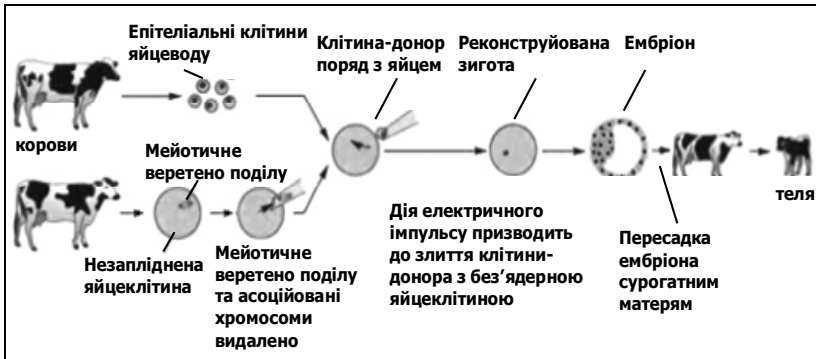 Епітеліальні клітини
яйцеводу
Клітина-донор
поряд з яйцем
Реконструйована
зигота
Ембріон
корови
Мейотичне
веретено поділу
теля
Незапліднена
яйцеклітина
Мейотичне
веретено поділу
та асоційовані
хромосоми
видалено
Дія електричного
імпульсу призводить
до злиття клітини-
донора з без’ядерною
яйцеклітиною
Пересадка
ембріона
сурогатним
матерям